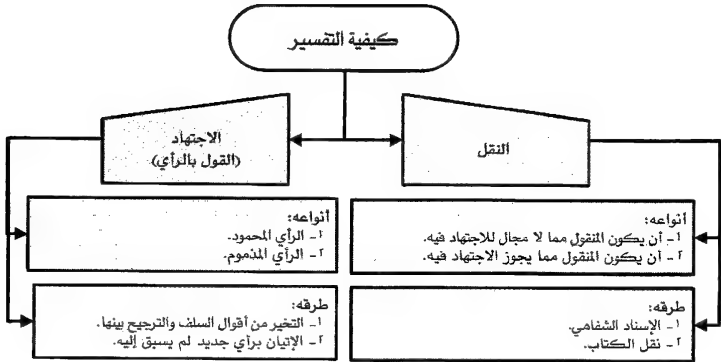 كيفية التفسير
النقل
أنواعه:
١- أن يكون المنقول مما لا مجال للاجتهاد فيه.
٢- أن يكون المنقول مما يجوز الاجتهاد فيه.
طرقه:
١- الإسناد الشفاهي.
٢- نقل الكتاب.
الاجتهاد
(القول بالرأي)
أنواعه:
١- الرأي المحمود.
٢- الرأي المذموم.
طرقه:
١- التخير من أقوال السلف والترجيح بينها.
٢- الإتيان برأي جديد لم يسبق إليه.